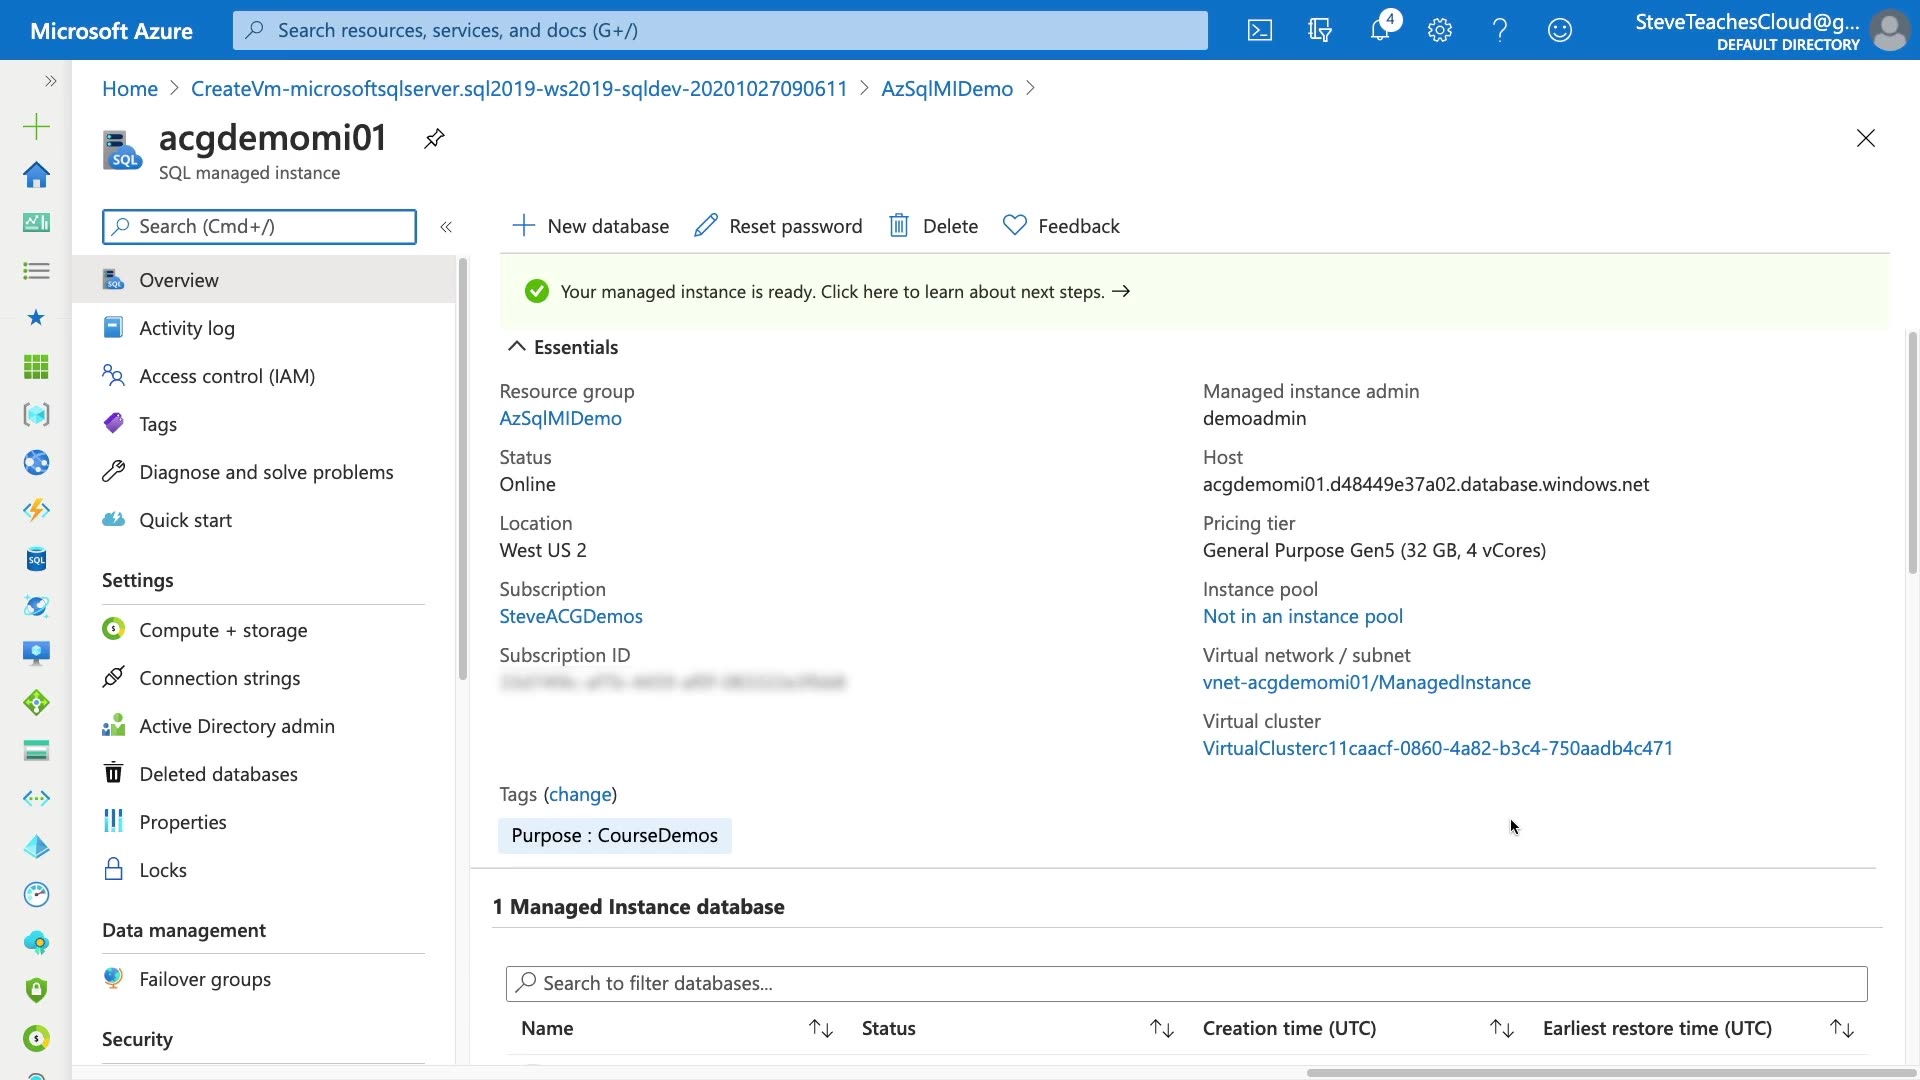 Microsoft Azure
Search resources, services, and docs (G+/)
4
SteveTeachesCloud@g...
DEFAULT DIRECTORY
Home > CreateVm-microsoftsqlserver.sql2019-ws2019-sqldev-20201027090611 > AzSqlMIDemo >
SQL
acgdemomi01
SQL managed instance
Search (Cmd+/)
New database
Reset password
Delete
Feedback
Your managed instance is ready. Click here to learn about next steps. →
Overview
Activity log
Access control (IAM)
Tags
Diagnose and solve problems
Quick start
Settings
Compute + storage
Connection strings
Active Directory admin
Deleted databases
Properties
Locks
Data management
Failover groups
Security
Essentials
Resource group
AzSqlMIDemo
Status
Online
Location
West US 2
Subscription
SteveACGDemos
Subscription ID
Managed instance admin
demoadmin
Host
acgdemomi01.d48449e37a02.database.windows.net
Pricing tier
General Purpose Gen5 (32 GB, 4 vCores)
Instance pool
Not in an instance pool
Virtual network / subnet
vnet-acgdemomi01/ManagedInstance
Virtual cluster
VirtualClusterc11caacf-0860-4a82-b3c4-750aadb4c471
Tags (change)
Purpose : CourseDemos
1 Managed Instance database
Search to filter databases...
Name
Status
Creation time (UTC)
Earliest restore time (UTC)